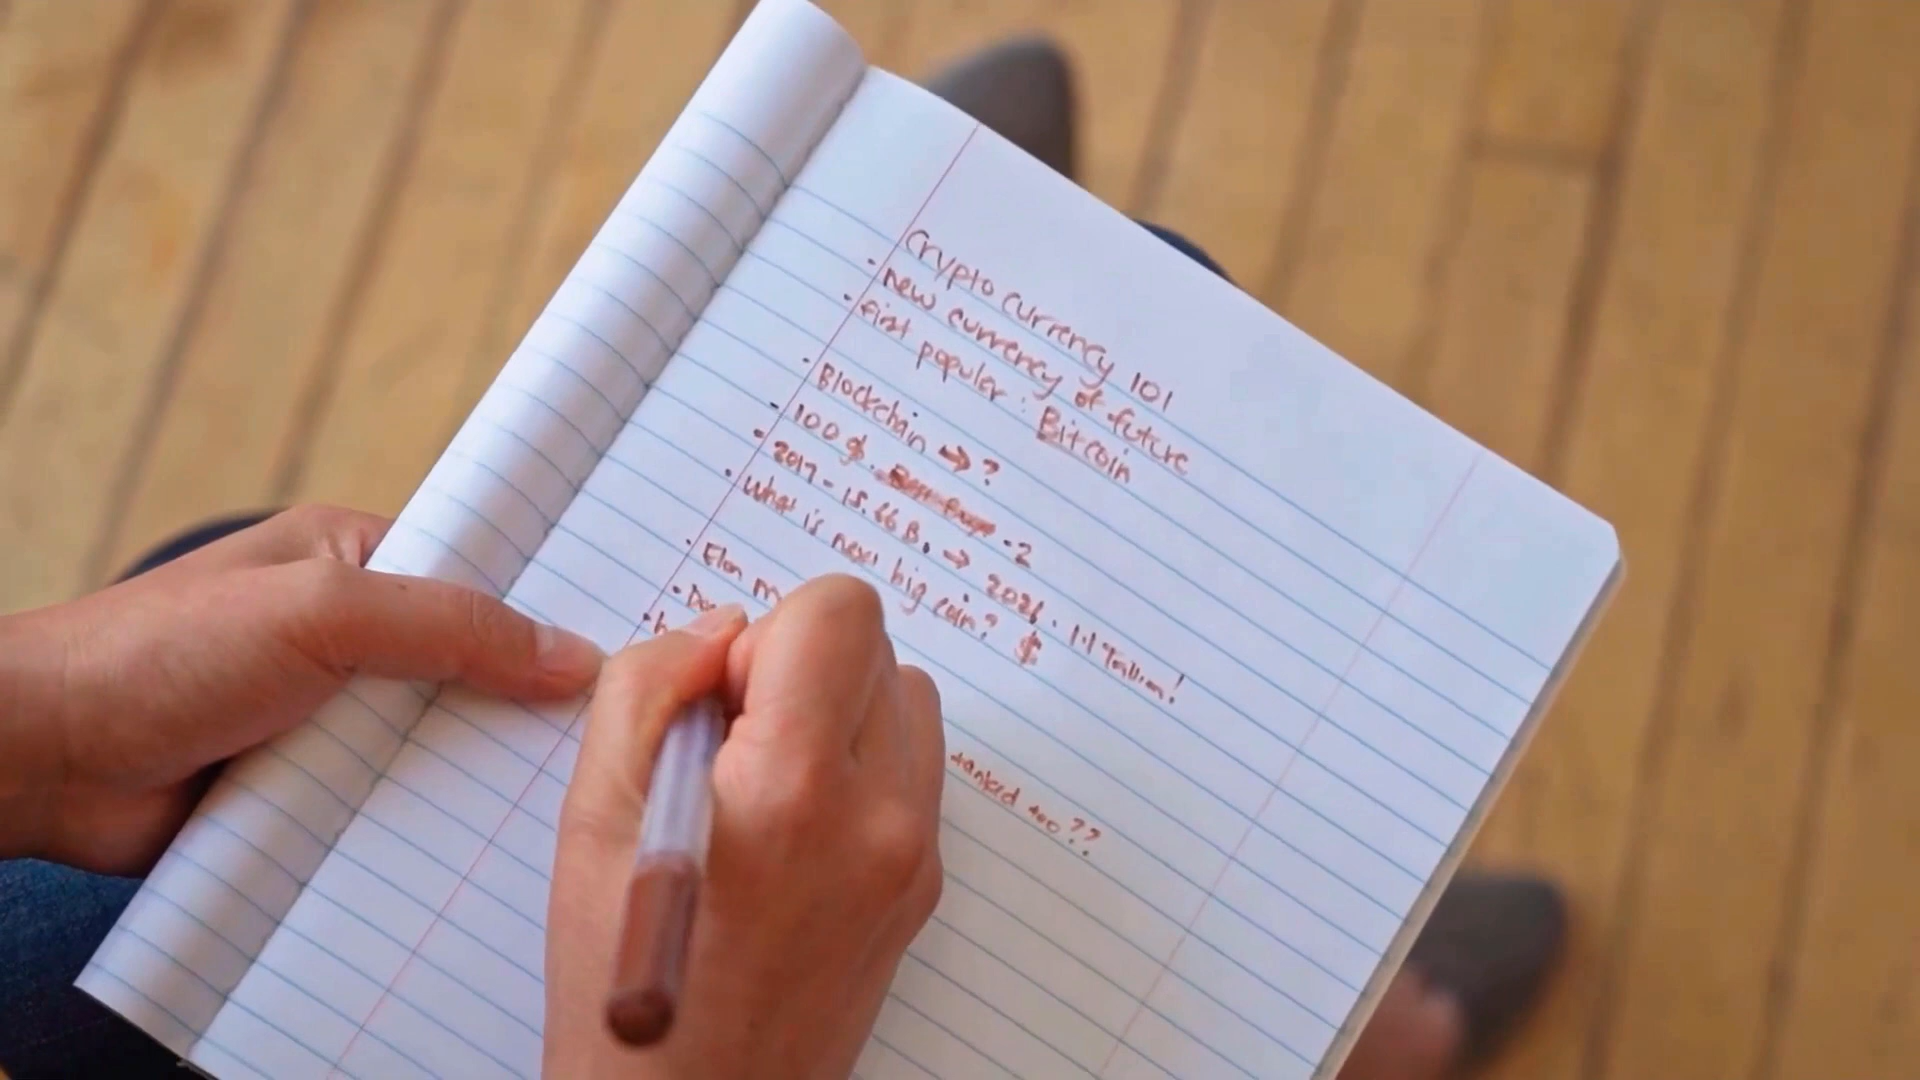 Crypto currency 101
• new currency of future
• first popular : Bitcoin
• Blockchain → ?
- 100 $. -2
• 2017 - 15.66 B. → 2021. 1.1 Trillion!
• What is next big coin? $
• Elon
•
•
tanked too ??